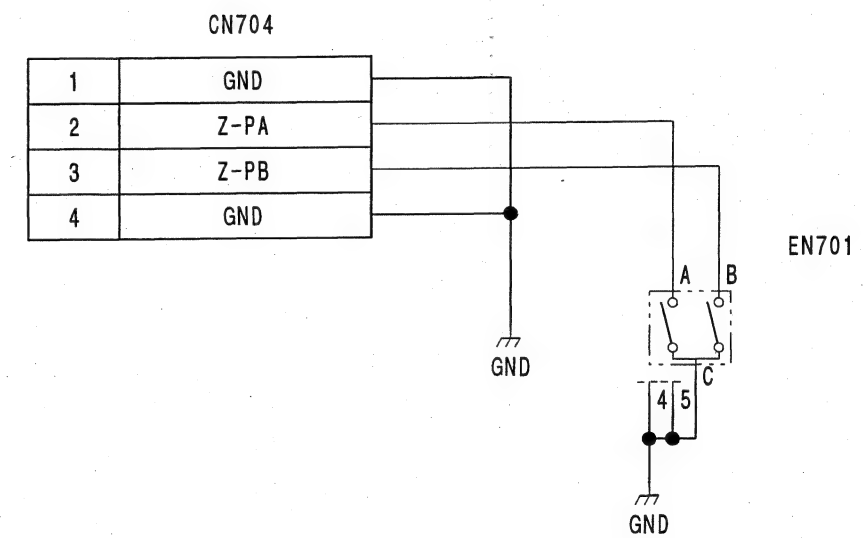 CN704
1 GND
2 Z-PA
3 Z-PB
4 GND
EN701
A B
GND
C
4 5
GND